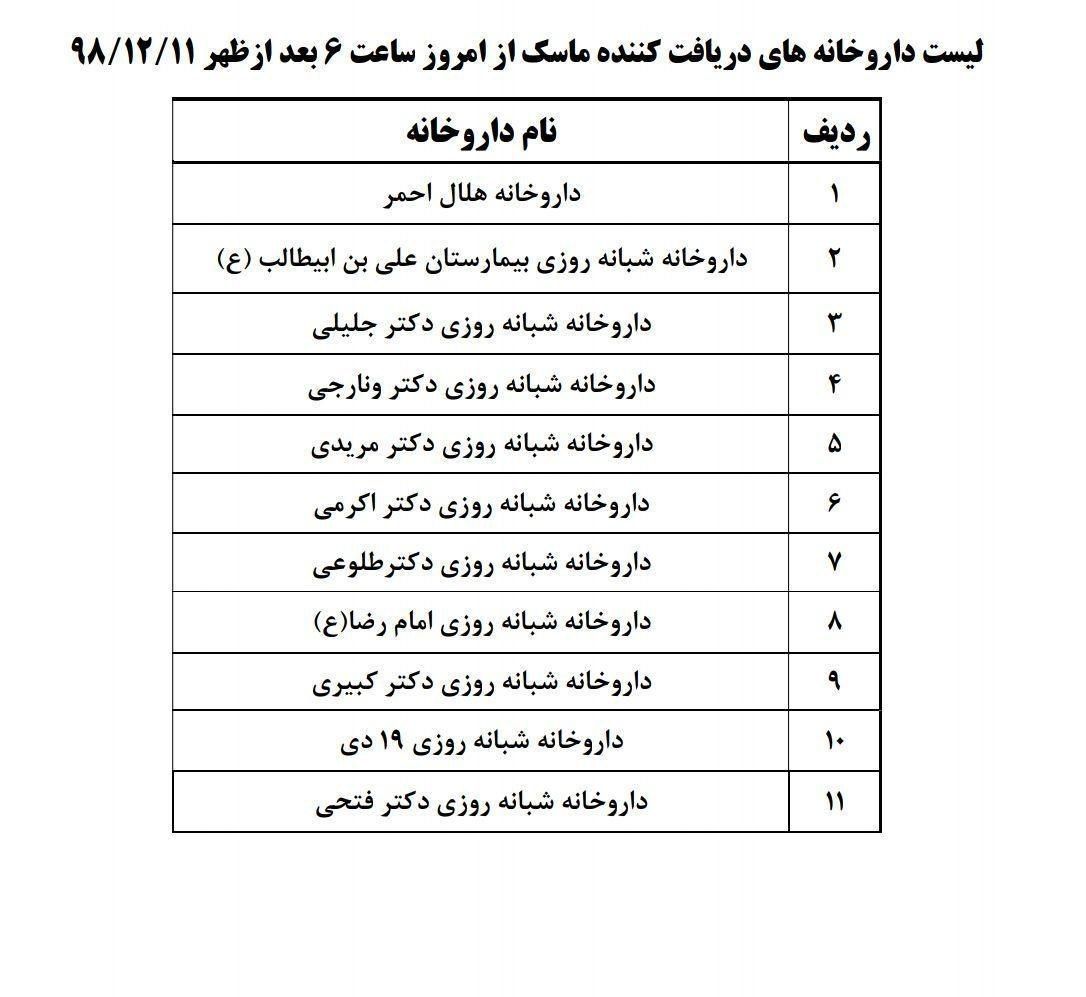 لیست داروخانه های دریافت کننده ماسک از امروز ساعت ۶ بعد ازظهر ۹۸/۱۲/۱۱
ردیف نام داروخانه
۱ داروخانه هلال احمر
۲ داروخانه شبانه روزی بیمارستان علی بن ابیطالب (ع)
۳ داروخانه شبانه روزی دکتر جلیلی
۴ داروخانه شبانه روزی دکتر ونارجی
۵ داروخانه شبانه روزی دکتر مریدی
۶ داروخانه شبانه روزی دکتر اکرمی
۷ داروخانه شبانه روزی دکترطلوعی
۸ داروخانه شبانه روزی امام رضا(ع)
۹ داروخانه شبانه روزی دکتر کبیری
۱۰ داروخانه شبانه روزی ۱۹ دی
۱۱ داروخانه شبانه روزی دکتر فتحی